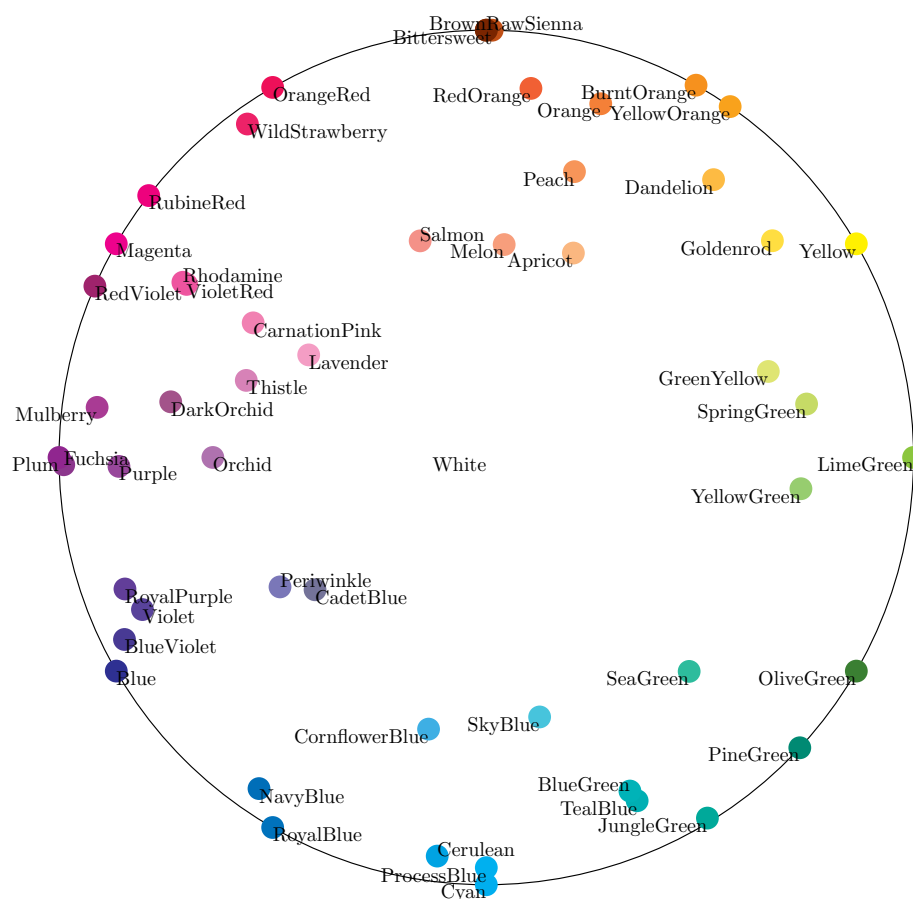 BrownRawSienna
Bittersweet
OrangeRed
RedOrange
BurntOrange
Orange
YellowOrange
WildStrawberry
Peach
Dandelion
RubineRed
Salmon
Magenta
Melon
Apricot
Goldenrod
Yellow
Rhodamine
RedViolet
VioletRed
CarnationPink
Lavender
GreenYellow
Thistle
Mulberry
DarkOrchid
SpringGreen
Plum
Fuchsia
Purple
Orchid
White
LimeGreen
YellowGreen
Periwinkle
RoyalPurple
CadetBlue
Violet
BlueViolet
Blue
SeaGreen
OliveGreen
CornflowerBlue
SkyBlue
PineGreen
NavyBlue
BlueGreen
TealBlue
JungleGreen
RoyalBlue
Cerulean
ProcessBlue
Cyan